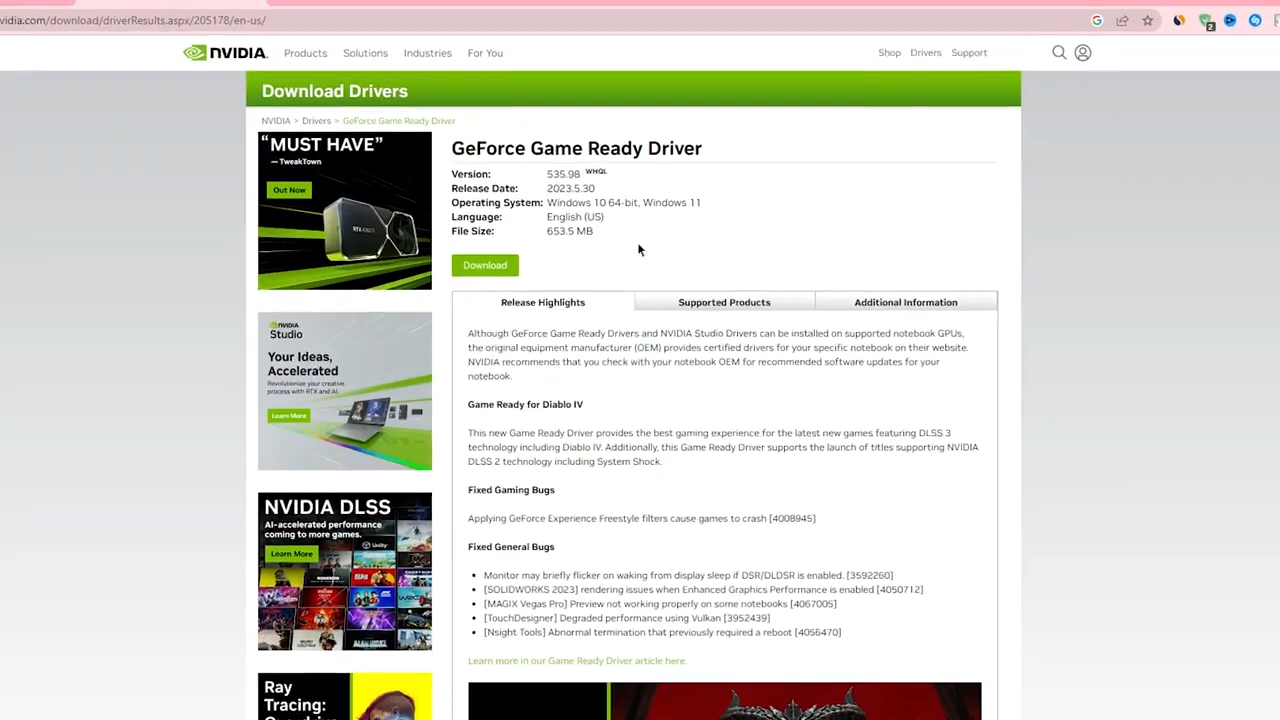 vidia.com/download/driverResults.aspx/205178/en-us/
2
NVIDIA.
Products Solutions Industries For You
Shop Drivers Support
Download Drivers
NVIDIA > Drivers > GeForce Game Ready Driver
"MUST HAVE"
— TweakTown
Out Now
GeForce Game Ready Driver
Version: 535.98 WHQL
Release Date: 2023.5.30
Operating System: Windows 10 64-bit, Windows 11
Language: English (US)
File Size: 653.5 MB
Download
Release Highlights Supported Products Additional Information
Although GeForce Game Ready Drivers and NVIDIA Studio Drivers can be installed on supported notebook GPUs,
the original equipment manufacturer (OEM) provides certified drivers for your specific notebook on their website.
NVIDIA recommends that you check with your notebook OEM for recommended software updates for your
notebook.
Game Ready for Diablo IV
This new Game Ready Driver provides the best gaming experience for the latest new games featuring DLSS 3
technology including Diablo IV. Additionally, this Game Ready Driver supports the launch of titles supporting NVIDIA
DLSS 2 technology including System Shock.
Fixed Gaming Bugs
Applying GeForce Experience Freestyle filters cause games to crash [4008945]
Fixed General Bugs
Monitor may briefly flicker on waking from display sleep if DSR/DLDSR is enabled. [3592260]
[SOLIDWORKS 2023] rendering issues when Enhanced Graphics Performance is enabled [4050712]
[MAGIX Vegas Pro] Preview not working properly on some notebooks [4067005]
[TouchDesigner] Degraded performance using Vulkan [3952439]
[Nsight Tools] Abnormal termination that previously required a reboot [4056470]
Learn more in our Game Ready Driver article here.
NVIDIA
Studio
Your Ideas,
Accelerated
Revolutionize your creative
process with RTX and AI.
Learn More
NVIDIA DLSS
AI-accelerated performance
coming to more games.
Learn More
Unity
Ray
Tracing: